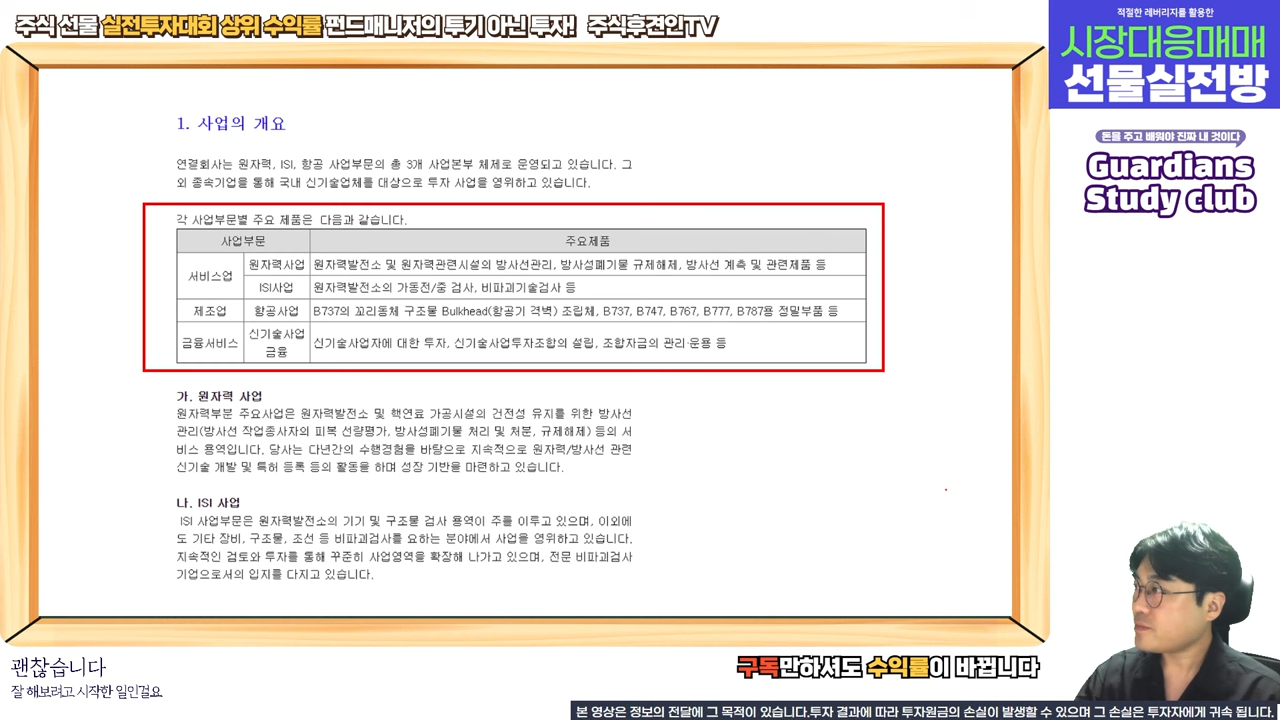 주식 선물 실전투자대회 상위 수익률 펀드매니저의 투기 아닌 투자! 주식후견인TV
적절한 레버리지를 활용한
시장대응매매
선물실전방
돈을 주고 배워야 진짜 내 것이다
Guardians
Study club
1. 사업의 개요
연결회사는 원자력, ISI, 항공 사업부문의 총 3개 사업본부 체제로 운영되고 있습니다. 그
외 종속기업을 통해 국내 신기술업체를 대상으로 투자 사업을 영위하고 있습니다.
각 사업부문별 주요 제품은 다음과 같습니다.
사업부문 주요제품
서비스업 원자력사업 원자력발전소 및 원자력관련시설의 방사선관리, 방사성폐기물 규제해제, 방사선 계측 및 관련제품 등
ISI사업 원자력발전소의 가동전/중 검사, 비파괴기술검사 등
제조업 항공사업 B737의 꼬리동체 구조물 Bulkhead(항공기 격벽) 조립체, B737, B747, B767, B777, B787용 정밀부품 등
금융서비스 신기술사업 금융 신기술사업자에 대한 투자, 신기술사업투자조합의 설립, 조합자금의 관리·운용 등
가. 원자력 사업
원자력부분 주요사업은 원자력발전소 및 핵연료 가공시설의 건전성 유지를 위한 방사선
관리(방사선 작업종사자의 피복 선량평가, 방사성폐기물 처리 및 처분, 규제해제) 등의 서
비스 용역입니다. 당사는 다년간의 수행경험을 바탕으로 지속적으로 원자력/방사선 관련
신기술 개발 및 특허 등록 등의 활동을 하며 성장 기반을 마련하고 있습니다.
나. ISI 사업
ISI 사업부문은 원자력발전소의 기기 및 구조물 검사 용역이 주를 이루고 있으며, 이외에
도 기타 장비, 구조물, 조선 등 비파괴검사를 요하는 분야에서 사업을 영위하고 있습니다.
지속적인 검토와 투자를 통해 꾸준히 사업영역을 확장해 나가고 있으며, 전문 비파괴검사
기업으로서의 입지를 다지고 있습니다.
괜찮습니다
잘 해보려고 시작한 일인걸요
구독만하셔도 수익률이 바뀝니다
본 영상은 정보의 전달에 그 목적이 있습니다.투자 결과에 따라 투자원금의 손실이 발생할 수 있으며 그 손실은 투자자에게 귀속 됩니다.